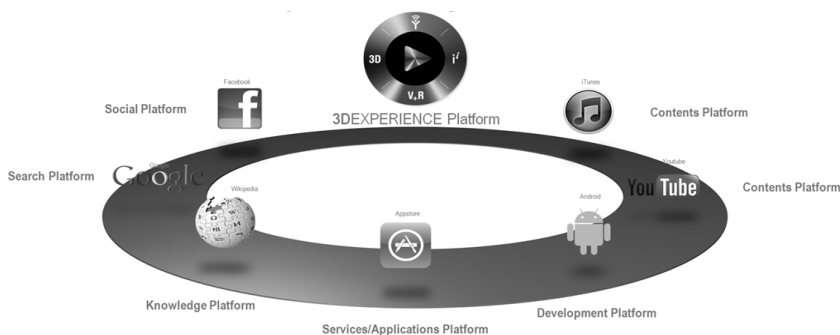 3D
i
V,R
Facebook
iTunes
Social Platform
3DEXPERIENCE Platform
Contents Platform
Search Platform
Google
Wikipedia
Youtube
You Tube
Contents Platform
Appstore
Android
Knowledge Platform
Development Platform
Services/Applications Platform